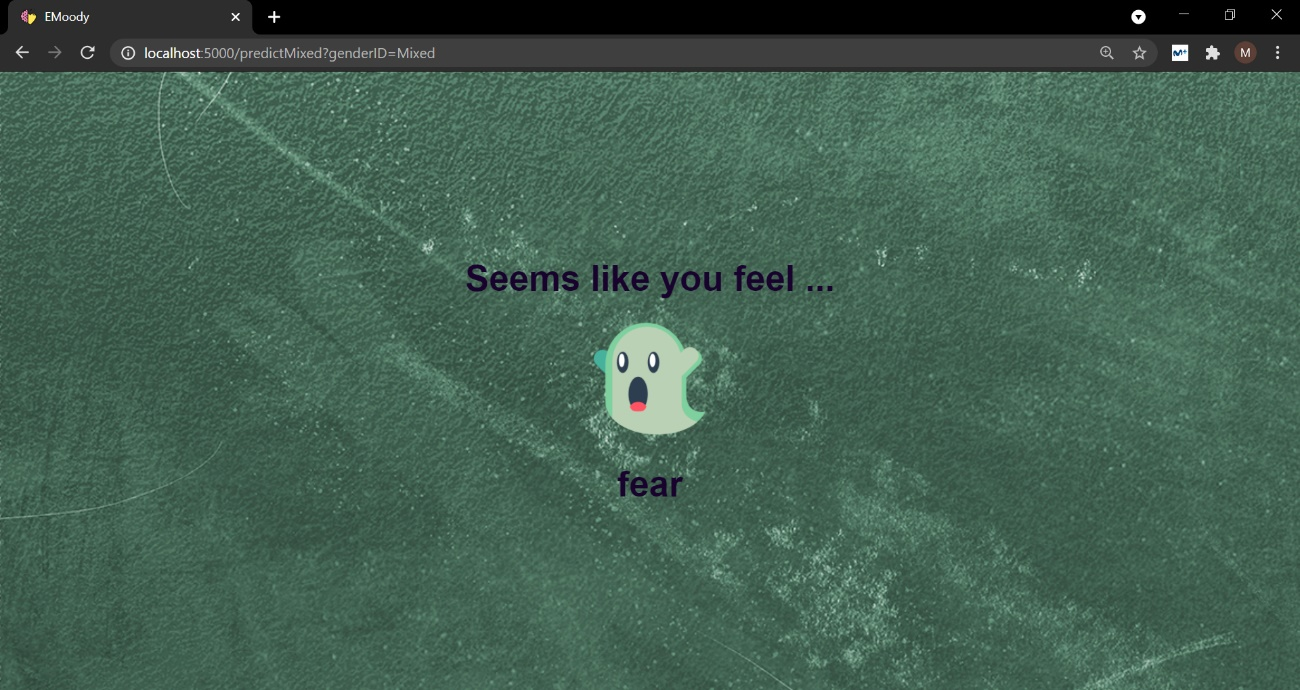 EMoody
localhost:5000/predictMixed?genderID=Mixed
M
Seems like you feel ...
fear